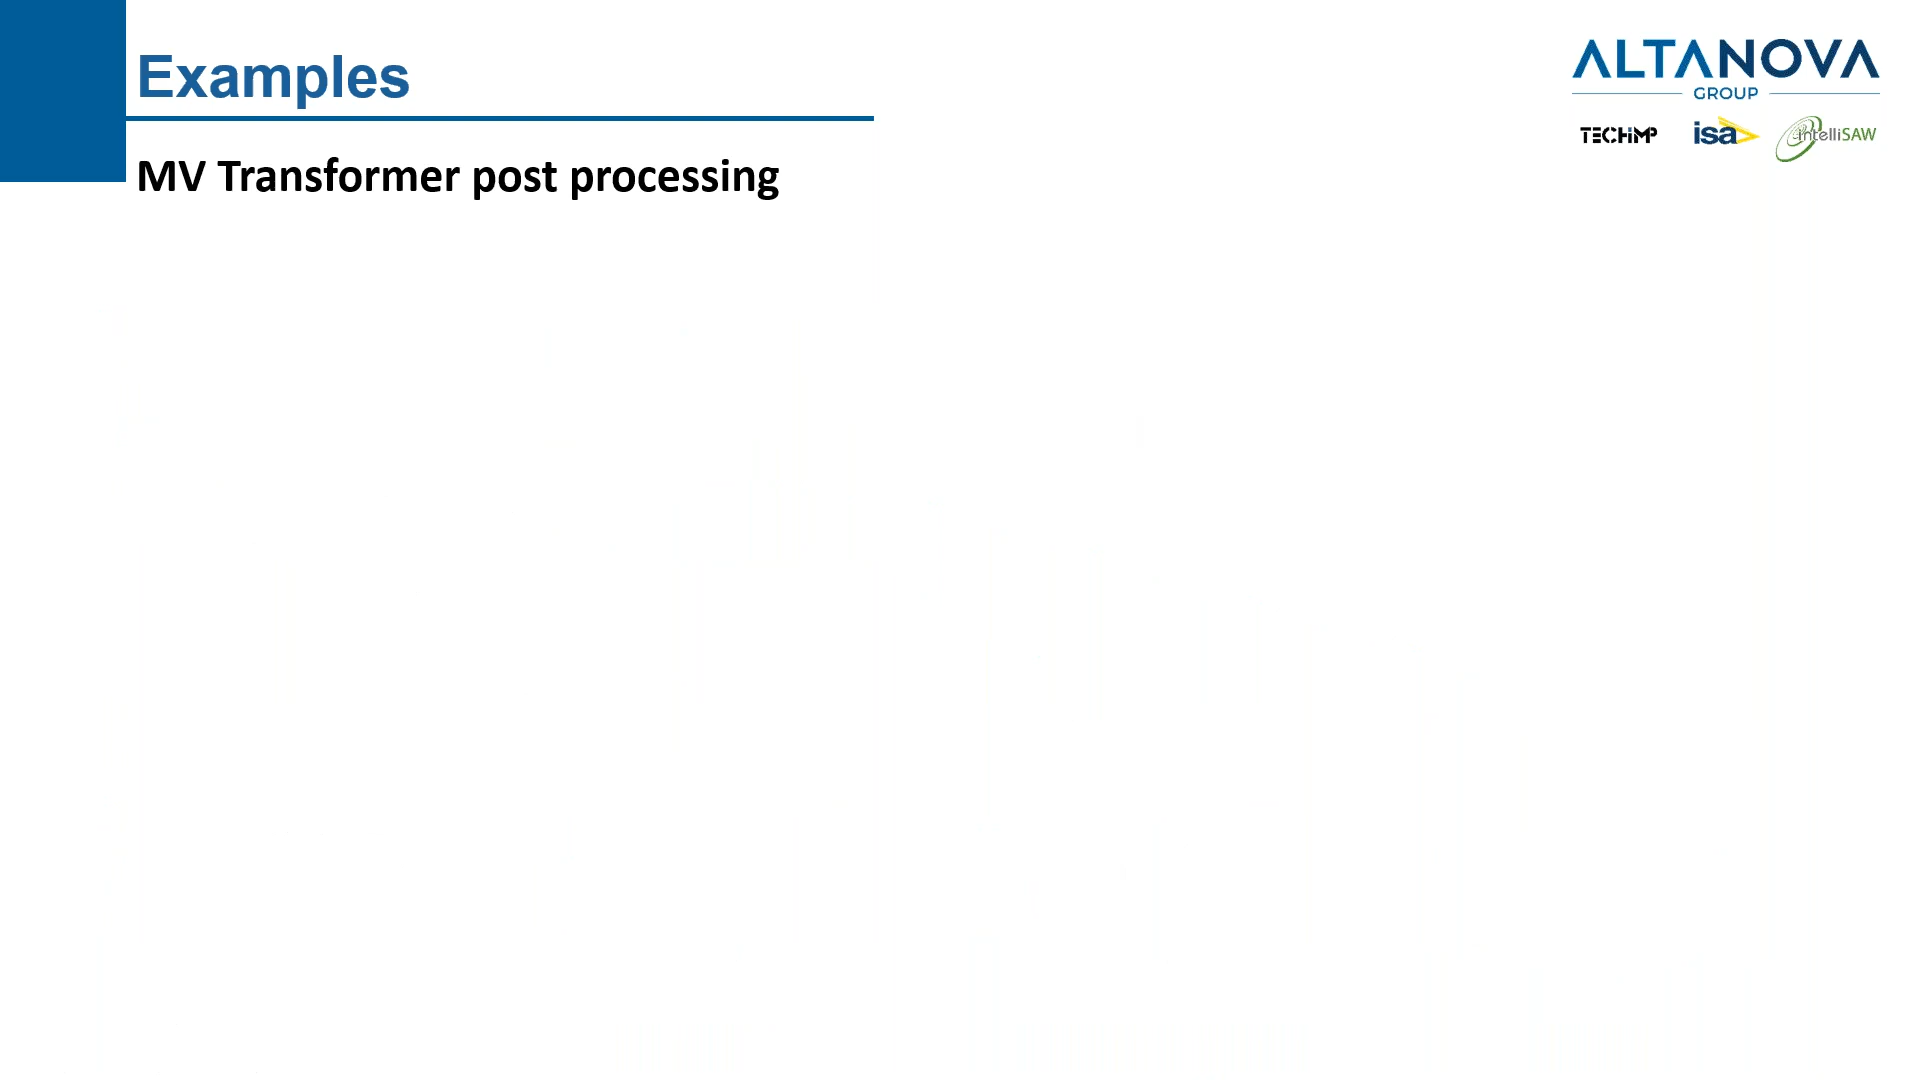 Examples
ALTANOVA
GROUP
TECHIMP
isa
intelliSAW
MV Transformer post processing